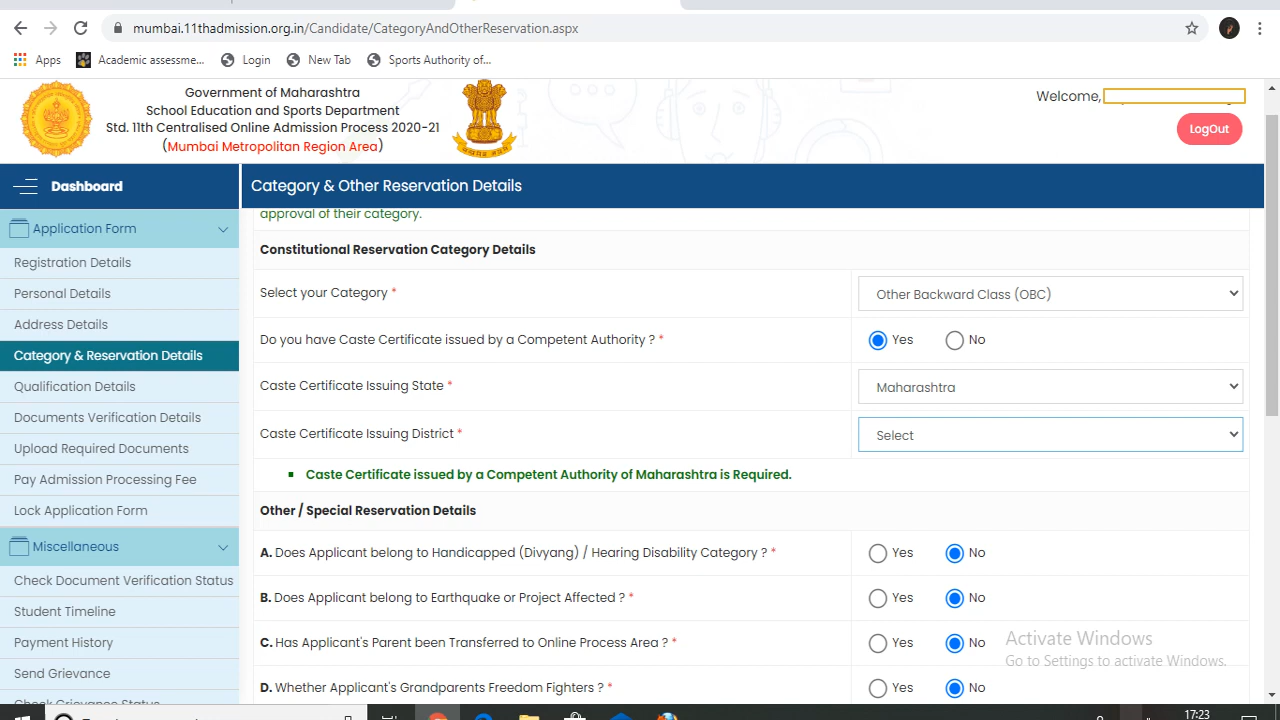 mumbai.11thadmission.org.in/Candidate/CategoryAndOtherReservation.aspx
Apps Academic assessme... Login New Tab Sports Authority of...
Government of Maharashtra
School Education and Sports Department
Std. 11th Centralised Online Admission Process 2020-21
(Mumbai Metropolitan Region Area)
Welcome,
LogOut
Dashboard
Category & Other Reservation Details
Application Form
Registration Details
Personal Details
Address Details
Category & Reservation Details
Qualification Details
Documents Verification Details
Upload Required Documents
Pay Admission Processing Fee
Lock Application Form
Miscellaneous
Check Document Verification Status
Student Timeline
Payment History
Send Grievance
Check Grievance Status
approval of their category.
Constitutional Reservation Category Details
Select your Category * Other Backward Class (OBC)
Do you have Caste Certificate issued by a Competent Authority ? * Yes No
Caste Certificate Issuing State * Maharashtra
Caste Certificate Issuing District * Select
Caste Certificate issued by a Competent Authority of Maharashtra is Required.
Other / Special Reservation Details
A. Does Applicant belong to Handicapped (Divyang) / Hearing Disability Category ? * Yes No
B. Does Applicant belong to Earthquake or Project Affected ? * Yes No
C. Has Applicant's Parent been Transferred to Online Process Area ? * Yes No
D. Whether Applicant's Grandparents Freedom Fighters ? * Yes No
Activate Windows
Go to Settings to activate Windows.
17:23